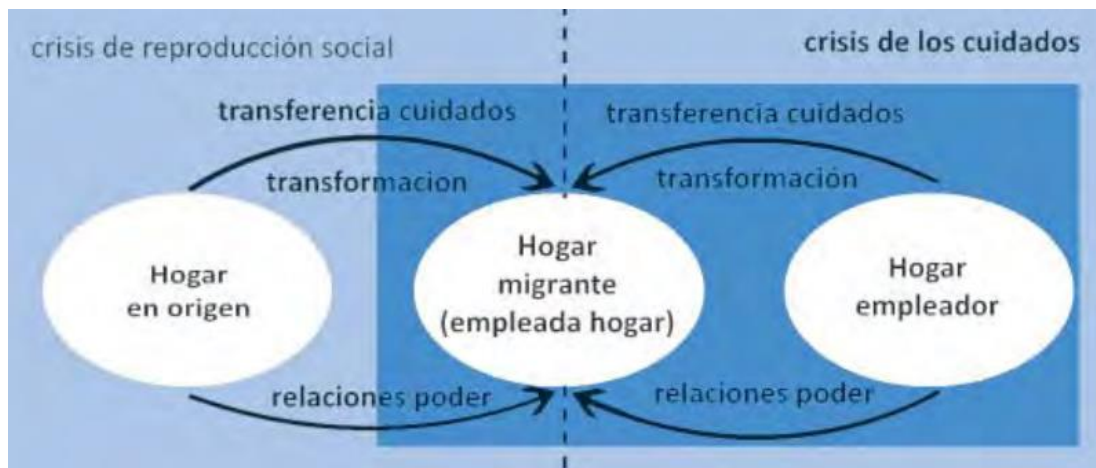 crisis de reproducción social
crisis de los cuidados
transferencia cuidados
transferencia cuidados
transformacion
transformación
Hogar
en origen
Hogar
migrante
(empleada hogar)
Hogar
empleador
relaciones poder
relaciones poder